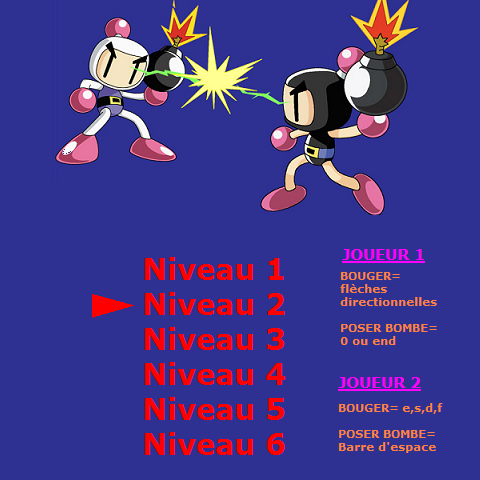 Niveau 1
Niveau 2
Niveau 3
Niveau 4
Niveau 5
Niveau 6
JOUEUR 1
BOUGER=
flèches
directionnelles
POSER BOMBE=
0 ou end
JOUEUR 2
BOUGER= e,s,d,f
POSER BOMBE=
Barre d'espace